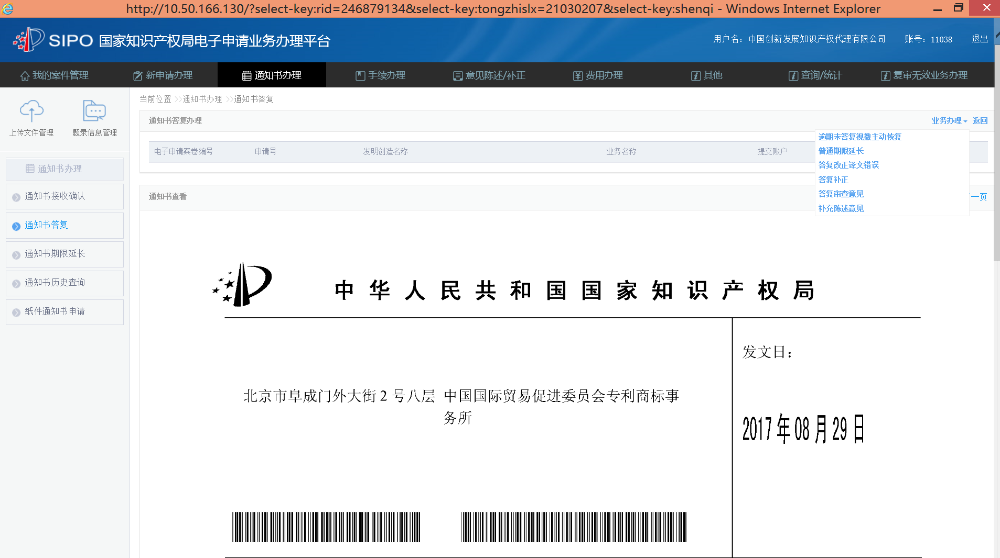 http://10.50.166.130/?select-key:rid=246879134&select-key:tongzhislx=21030207&select-key:shenqi - Windows Internet Explorer
SIPO 国家知识产权局电子申请业务办理平台
用户名：中国创新发展知识产权代理有限公司 账号：11038 退出
我的案件管理 新申请办理 通知书办理 手续办理 意见陈述/补正 费用办理 其他 查询/统计 复审无效业务办理
上传文件管理 题录信息管理
通知书办理
通知书接收确认
通知书答复
通知书期限延长
通知书历史查询
纸件通知书申请
当前位置 >>通知书办理 >>通知书答复
通知书答复办理 业务办理 返回
电子申请案卷编号 申请号 发明创造名称 业务名称 提交账户
逾期未答复视撤主动恢复
普通期限延长
答复改正译文错误
答复补正
答复审查意见
补充陈述意见
通知书查看 一页
中华人民共和国国家知识产权局
北京市阜成门外大街 2 号八层 中国国际贸易促进委员会专利商标事
务所
发文日：
2017 年 08 月 29 日